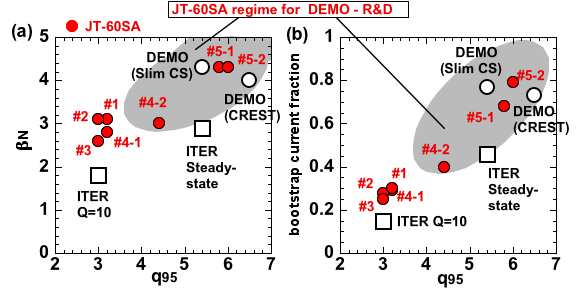 JT-60SA regime for DEMO - R&D
JT-60SA
(a)
5
4
3
2
1
0
βN
2
3
4
5
6
7
q95
DEMO
(Slim CS)
#5-1
#5-2
DEMO
(CREST)
#4-2
#1
#2
#3
#4-1
ITER
Steady-
state
ITER
Q=10
(b)
1
0.8
0.6
0.4
0.2
0
bootstrap current fraction
2
3
4
5
6
7
q95
DEMO
(Slim CS)
#5-2
#5-1
DEMO
(CREST)
#4-2
#1
#2
#4-1
#3
ITER
Steady-
state
ITER Q=10